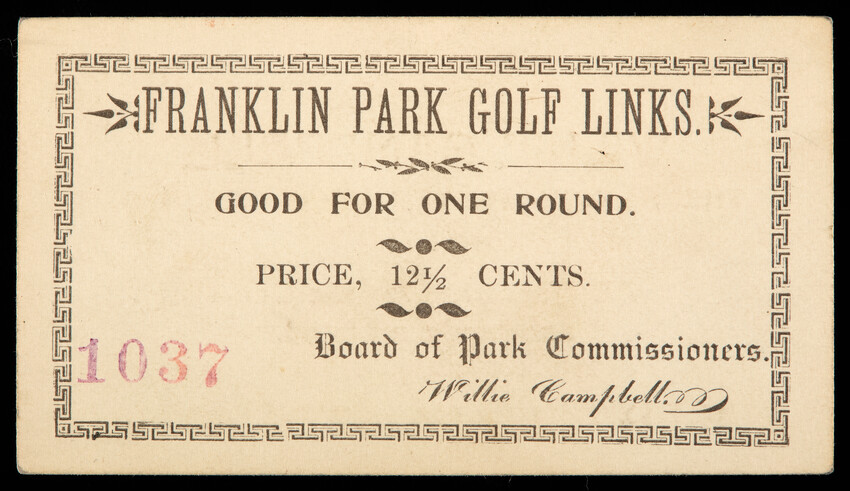 FRANKLIN PARK GOLF LINKS.
GOOD FOR ONE ROUND.
PRICE, 12½ CENTS.
Board of Park Commissioners.
1037
Willie Campbell.